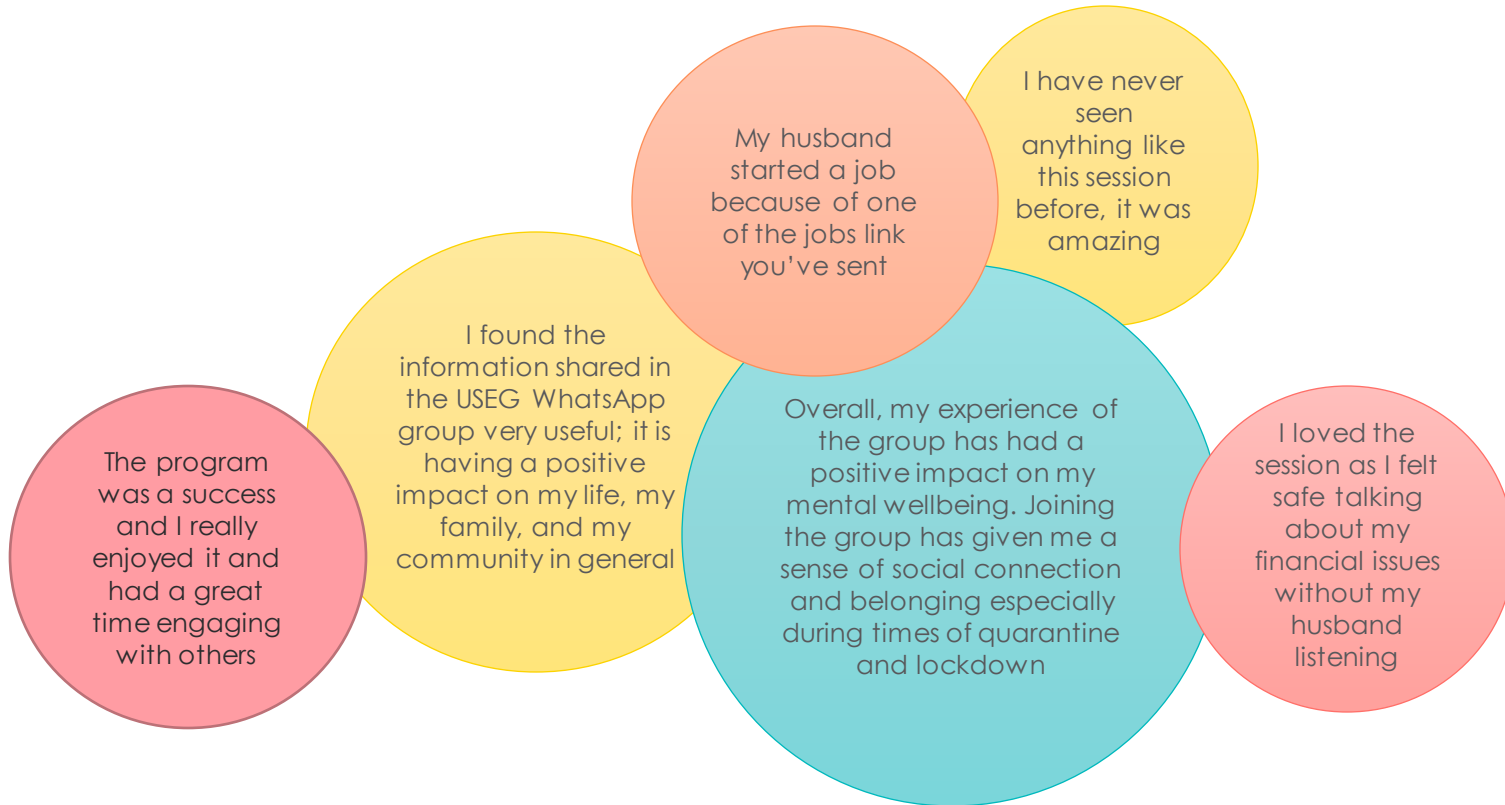 The program
was a success
and I really
enjoyed it and
had a great
time engaging
with others
I found the
information shared in
the USEG WhatsApp
group very useful; it is
having a positive
impact on my life, my
family, and my
community in general
My husband
started a job
because of one
of the jobs link
you've sent
I have never
seen
anything like
this session
before, it was
amazing
Overall, my experience of
the group has had a
positive impact on my
mental wellbeing. Joining
the group has given me a
sense of social connection
and belonging especially
during times of quarantine
and lockdown
I loved the
session as I felt
safe talking
about my
financial issues
without my
husband
listening